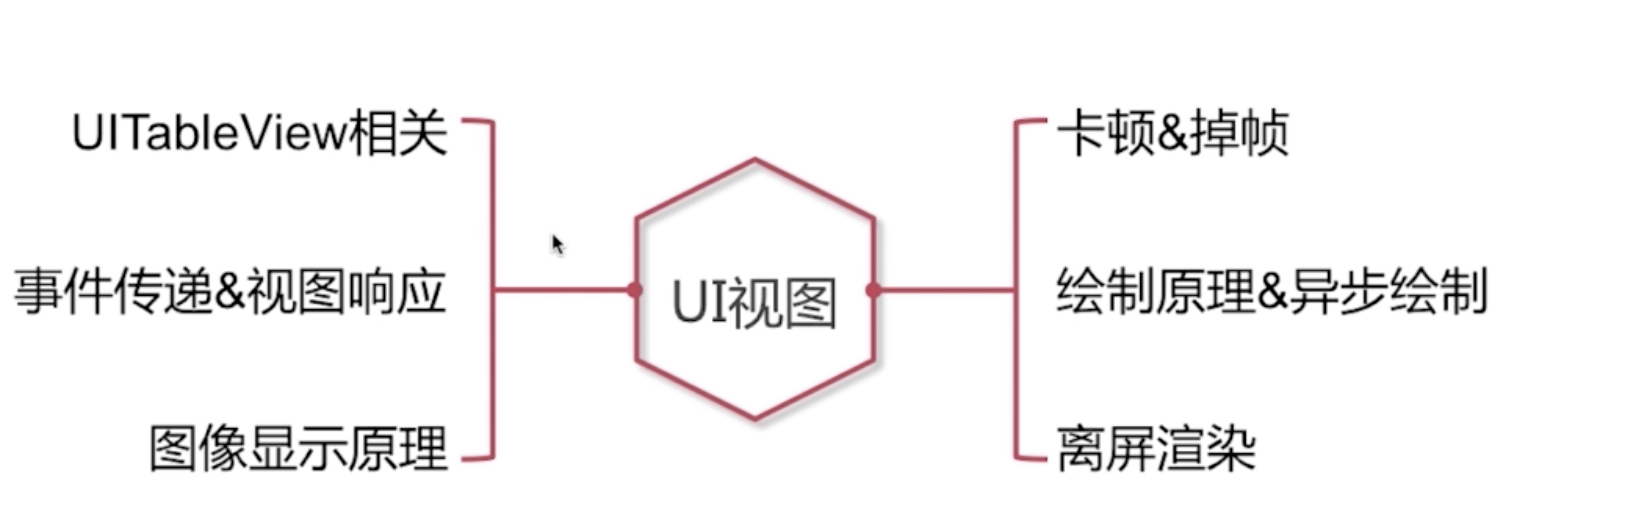 UITableView相关
事件传递&视图响应
图像显示原理
UI视图
卡顿&掉帧
绘制原理&异步绘制
离屏渲染